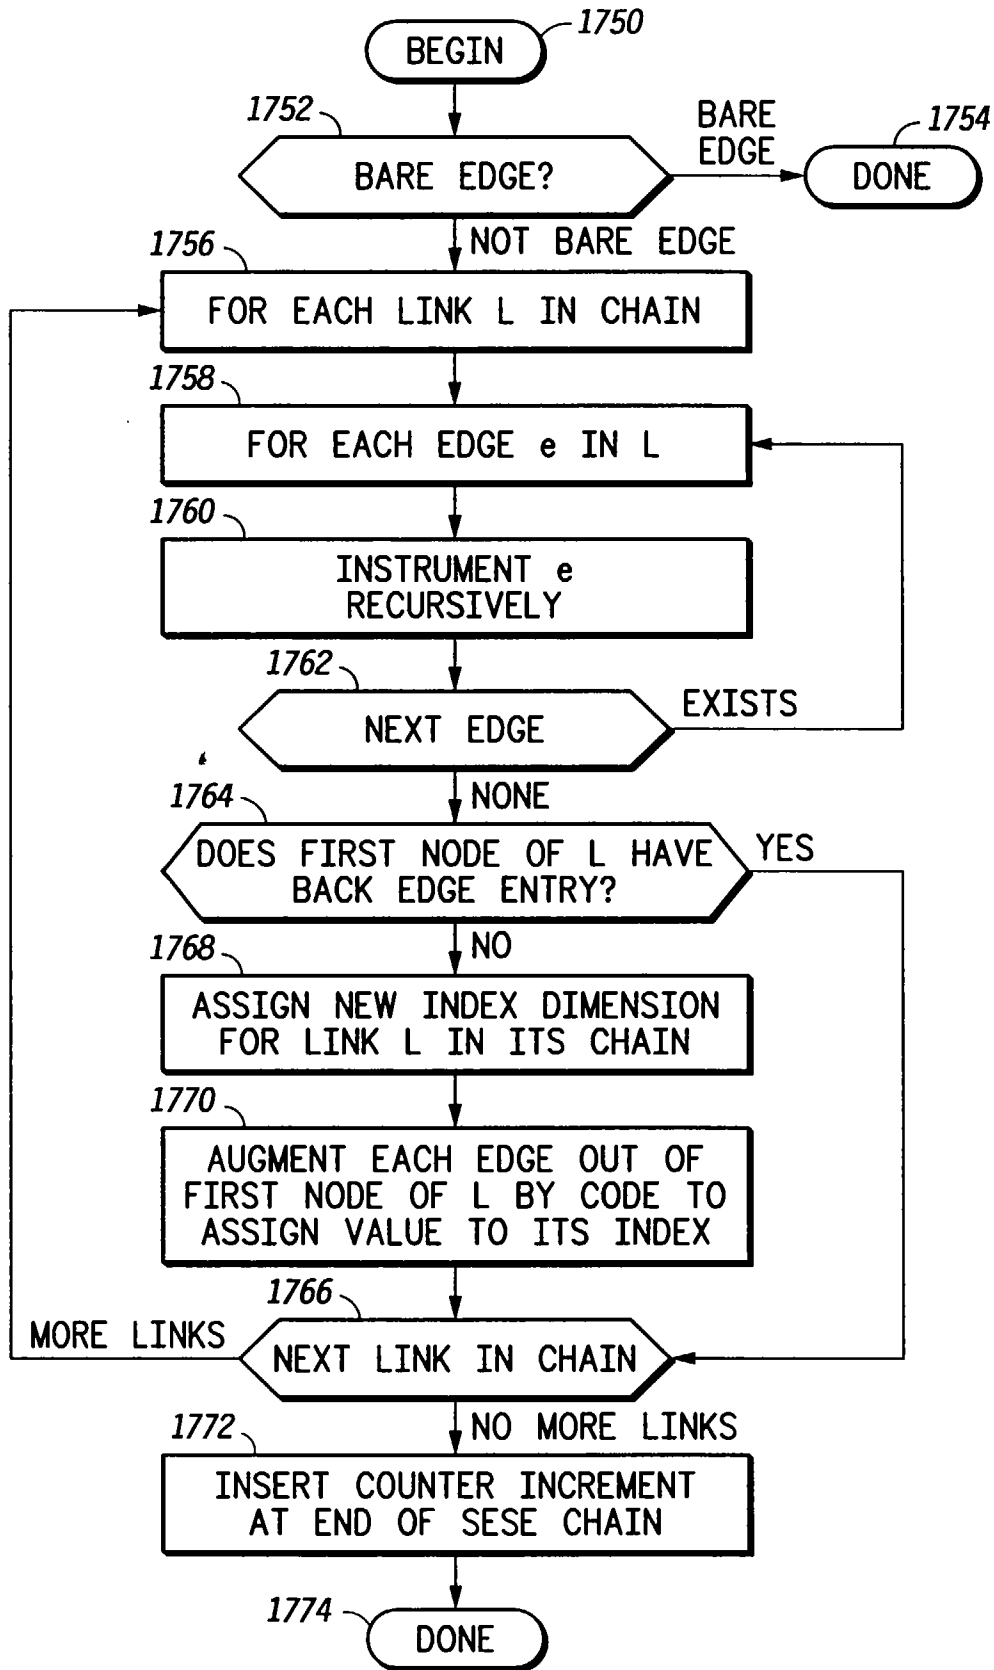 1750
BEGIN
1752
BARE EDGE?
BARE
EDGE
1754
DONE
NOT BARE EDGE
1756
FOR EACH LINK L IN CHAIN
1758
FOR EACH EDGE e IN L
1760
INSTRUMENT e
RECURSIVELY
1762
NEXT EDGE
EXISTS
NONE
1764
DOES FIRST NODE OF L HAVE
BACK EDGE ENTRY?
YES
NO
1768
ASSIGN NEW INDEX DIMENSION
FOR LINK L IN ITS CHAIN
1770
AUGMENT EACH EDGE OUT OF
FIRST NODE OF L BY CODE TO
ASSIGN VALUE TO ITS INDEX
1766
MORE LINKS
NEXT LINK IN CHAIN
NO MORE LINKS
1772
INSERT COUNTER INCREMENT
AT END OF SESE CHAIN
1774
DONE